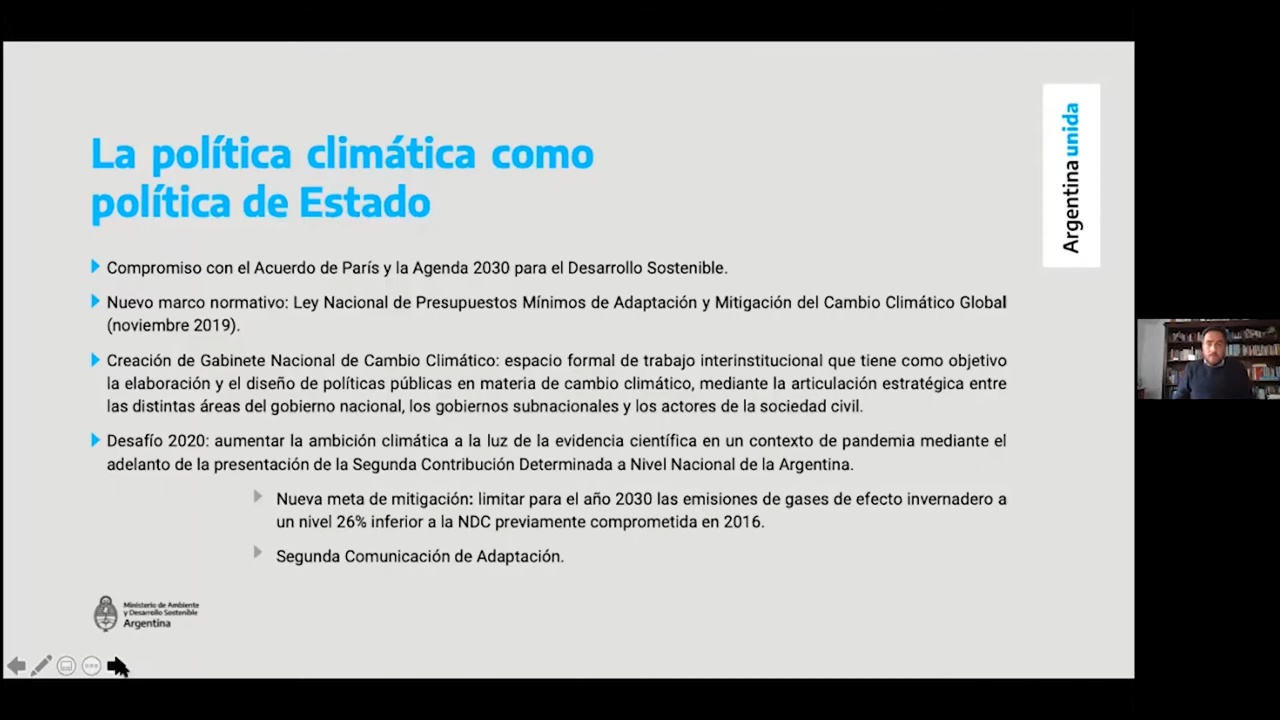 La política climática como
política de Estado
Argentina unida
Compromiso con el Acuerdo de París y la Agenda 2030 para el Desarrollo Sostenible.
Nuevo marco normativo: Ley Nacional de Presupuestos Mínimos de Adaptación y Mitigación del Cambio Climático Global
(noviembre 2019).
Creación de Gabinete Nacional de Cambio Climático: espacio formal de trabajo interinstitucional que tiene como objetivo
la elaboración y el diseño de políticas públicas en materia de cambio climático, mediante la articulación estratégica entre
las distintas áreas del gobierno nacional, los gobiernos subnacionales y los actores de la sociedad civil.
Desafío 2020: aumentar la ambición climática a la luz de la evidencia científica en un contexto de pandemia mediante el
adelanto de la presentación de la Segunda Contribución Determinada a Nivel Nacional de la Argentina.
Nueva meta de mitigación: limitar para el año 2030 las emisiones de gases de efecto invernadero a
un nivel 26% inferior a la NDC previamente comprometida en 2016.
Segunda Comunicación de Adaptación.
Ministerio de Ambiente
y Desarrollo Sostenible
Argentina